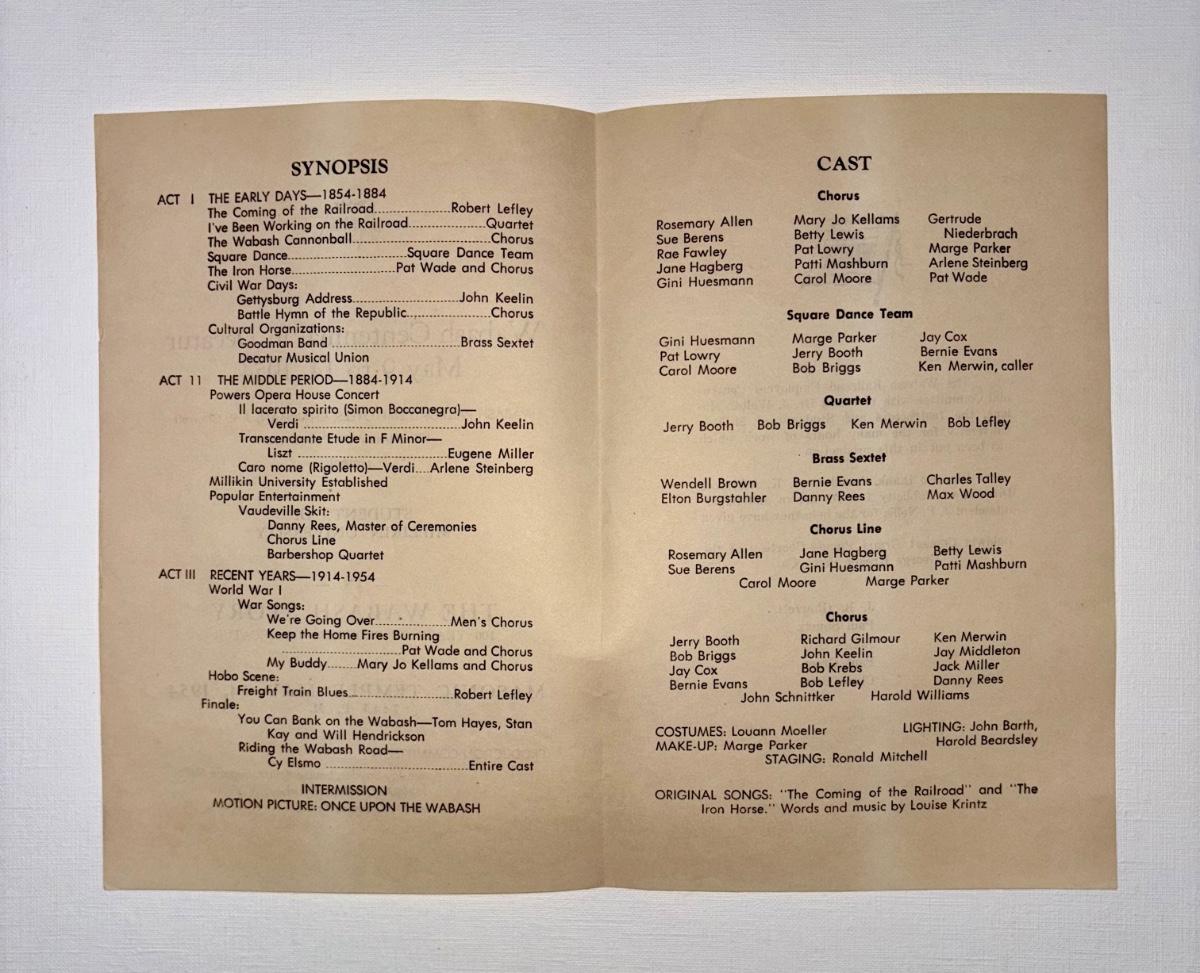 SYNOPSIS
ACT I THE EARLY DAYS—1854-1884
The Coming of the Railroad....................Robert Lefley
I've Been Working on the Railroad....................Quartet
The Wabash Cannonball....................Chorus
Square Dance....................Square Dance Team
The Iron Horse....................Pat Wade and Chorus
Civil War Days:
Gettysburg Address....................John Keelin
Battle Hymn of the Republic....................Chorus
Cultural Organizations:
Goodman Band ....................Brass Sextet
Decatur Musical Union
ACT 11 THE MIDDLE PERIOD—1884-1914
Powers Opera House Concert
Il lacerato spirito (Simon Boccanegra)—
Verdi ....................John Keelin
Transcendante Etude in F Minor—
Liszt ....................Eugene Miller
Caro nome (Rigoletto)—Verdi....Arlene Steinberg
Millikin University Established
Popular Entertainment
Vaudeville Skit:
Danny Rees, Master of Ceremonies
Chorus Line
Barbershop Quartet
ACT III RECENT YEARS—1914-1954
World War I
War Songs:
We're Going Over....................Men's Chorus
Keep the Home Fires Burning
....................Pat Wade and Chorus
My Buddy.......Mary Jo Kellams and Chorus
Hobo Scene:
Freight Train Blues....................Robert Lefley
Finale:
You Can Bank on the Wabash—Tom Hayes, Stan
Kay and Will Hendrickson
Riding the Wabash Road—
Cy Elsmo ....................Entire Cast
INTERMISSION
MOTION PICTURE: ONCE UPON THE WABASH
CAST
Chorus
Rosemary Allen Mary Jo Kellams Gertrude
Sue Berens Betty Lewis Niederbrach
Rae Fawley Pat Lowry Marge Parker
Jane Hagberg Patti Mashburn Arlene Steinberg
Gini Huesmann Carol Moore Pat Wade
Square Dance Team
Gini Huesmann Marge Parker Jay Cox
Pat Lowry Jerry Booth Bernie Evans
Carol Moore Bob Briggs Ken Merwin, caller
Quartet
Jerry Booth Bob Briggs Ken Merwin Bob Lefley
Brass Sextet
Wendell Brown Bernie Evans Charles Talley
Elton Burgstahler Danny Rees Max Wood
Chorus Line
Rosemary Allen Jane Hagberg Betty Lewis
Sue Berens Gini Huesmann Patti Mashburn
Carol Moore Marge Parker
Chorus
Jerry Booth Richard Gilmour Ken Merwin
Bob Briggs John Keelin Jay Middleton
Jay Cox Bob Krebs Jack Miller
Bernie Evans Bob Lefley Danny Rees
John Schnittker Harold Williams
COSTUMES: Louann Moeller LIGHTING: John Barth,
MAKE-UP: Marge Parker Harold Beardsley
STAGING: Ronald Mitchell
ORIGINAL SONGS: "The Coming of the Railroad" and "The
Iron Horse." Words and music by Louise Krintz